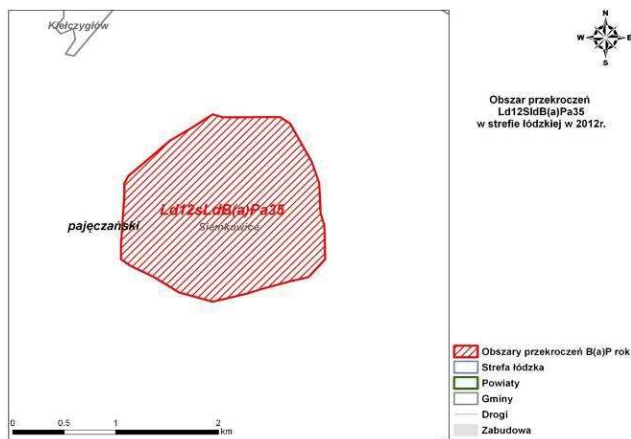 Kiełczygłów
N
W E
S
Obszar przekroczeń
Ld12SldB(a)Pa35
w strefie łódzkiej w 2012r.
Ld12sLdB(a)Pa35
pajęczański
Siemkowice
Obszary przekroczeń B(a)P rok
Strefa łódzka
Powiaty
Gminy
Drogi
Zabudowa
0 0.5 1 2
km